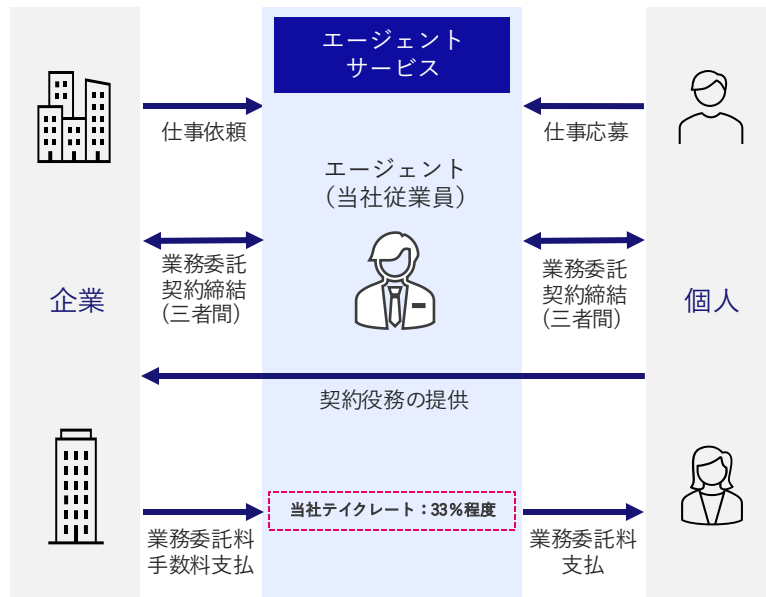 エージェント
サービス
仕事依頼
仕事応募
エージェント
（当社従業員）
業務委託
契約締結
(三者間)
業務委託
契約締結
(三者間)
企業
個人
契約役務の提供
当社テイクレート：33％程度
業務委託料
手数料支払
業務委託料
支払